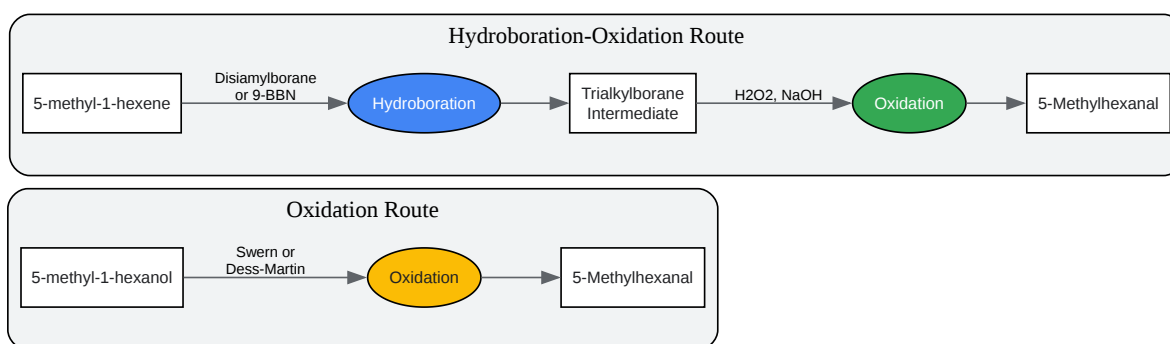 Hydroboration-Oxidation Route
5-methyl-1-hexene
Disiamylborane
or 9-BBN
Hydroboration
Trialkylborane
Intermediate
H2O2, NaOH
Oxidation
5-Methylhexanal
Oxidation Route
5-methyl-1-hexanol
Swern or
Dess-Martin
Oxidation
5-Methylhexanal